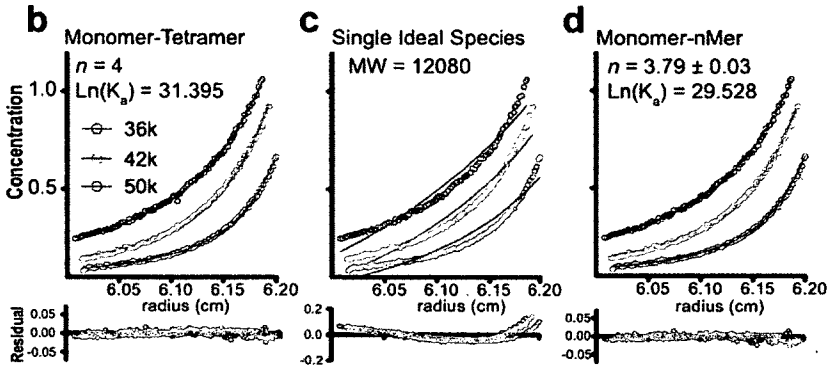 b
Monomer-Tetramer
n = 4
Ln(Ka) = 31.395
36k
42k
50k
Concentration
1.0
0.5
6.05 6.10 6.15 6.20
radius (cm)
Residual
0.05
0.00
-0.05
c
Single Ideal Species
MW = 12080
6.05 6.10 6.15 6.20
radius (cm)
0.2
0.0
-0.2
d
Monomer-nMer
n = 3.79 ± 0.03
Ln(Ka) = 29.528
6.05 6.10 6.15 6.20
radius (cm)
0.05
0.00
-0.05